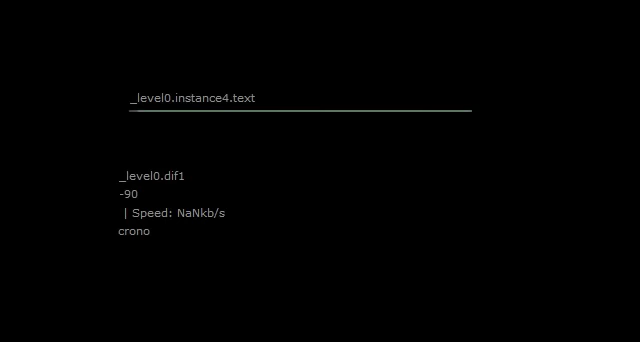 _level0.instance4.text
_level0.dif1
-90
| Speed: NaNkb/s
crono